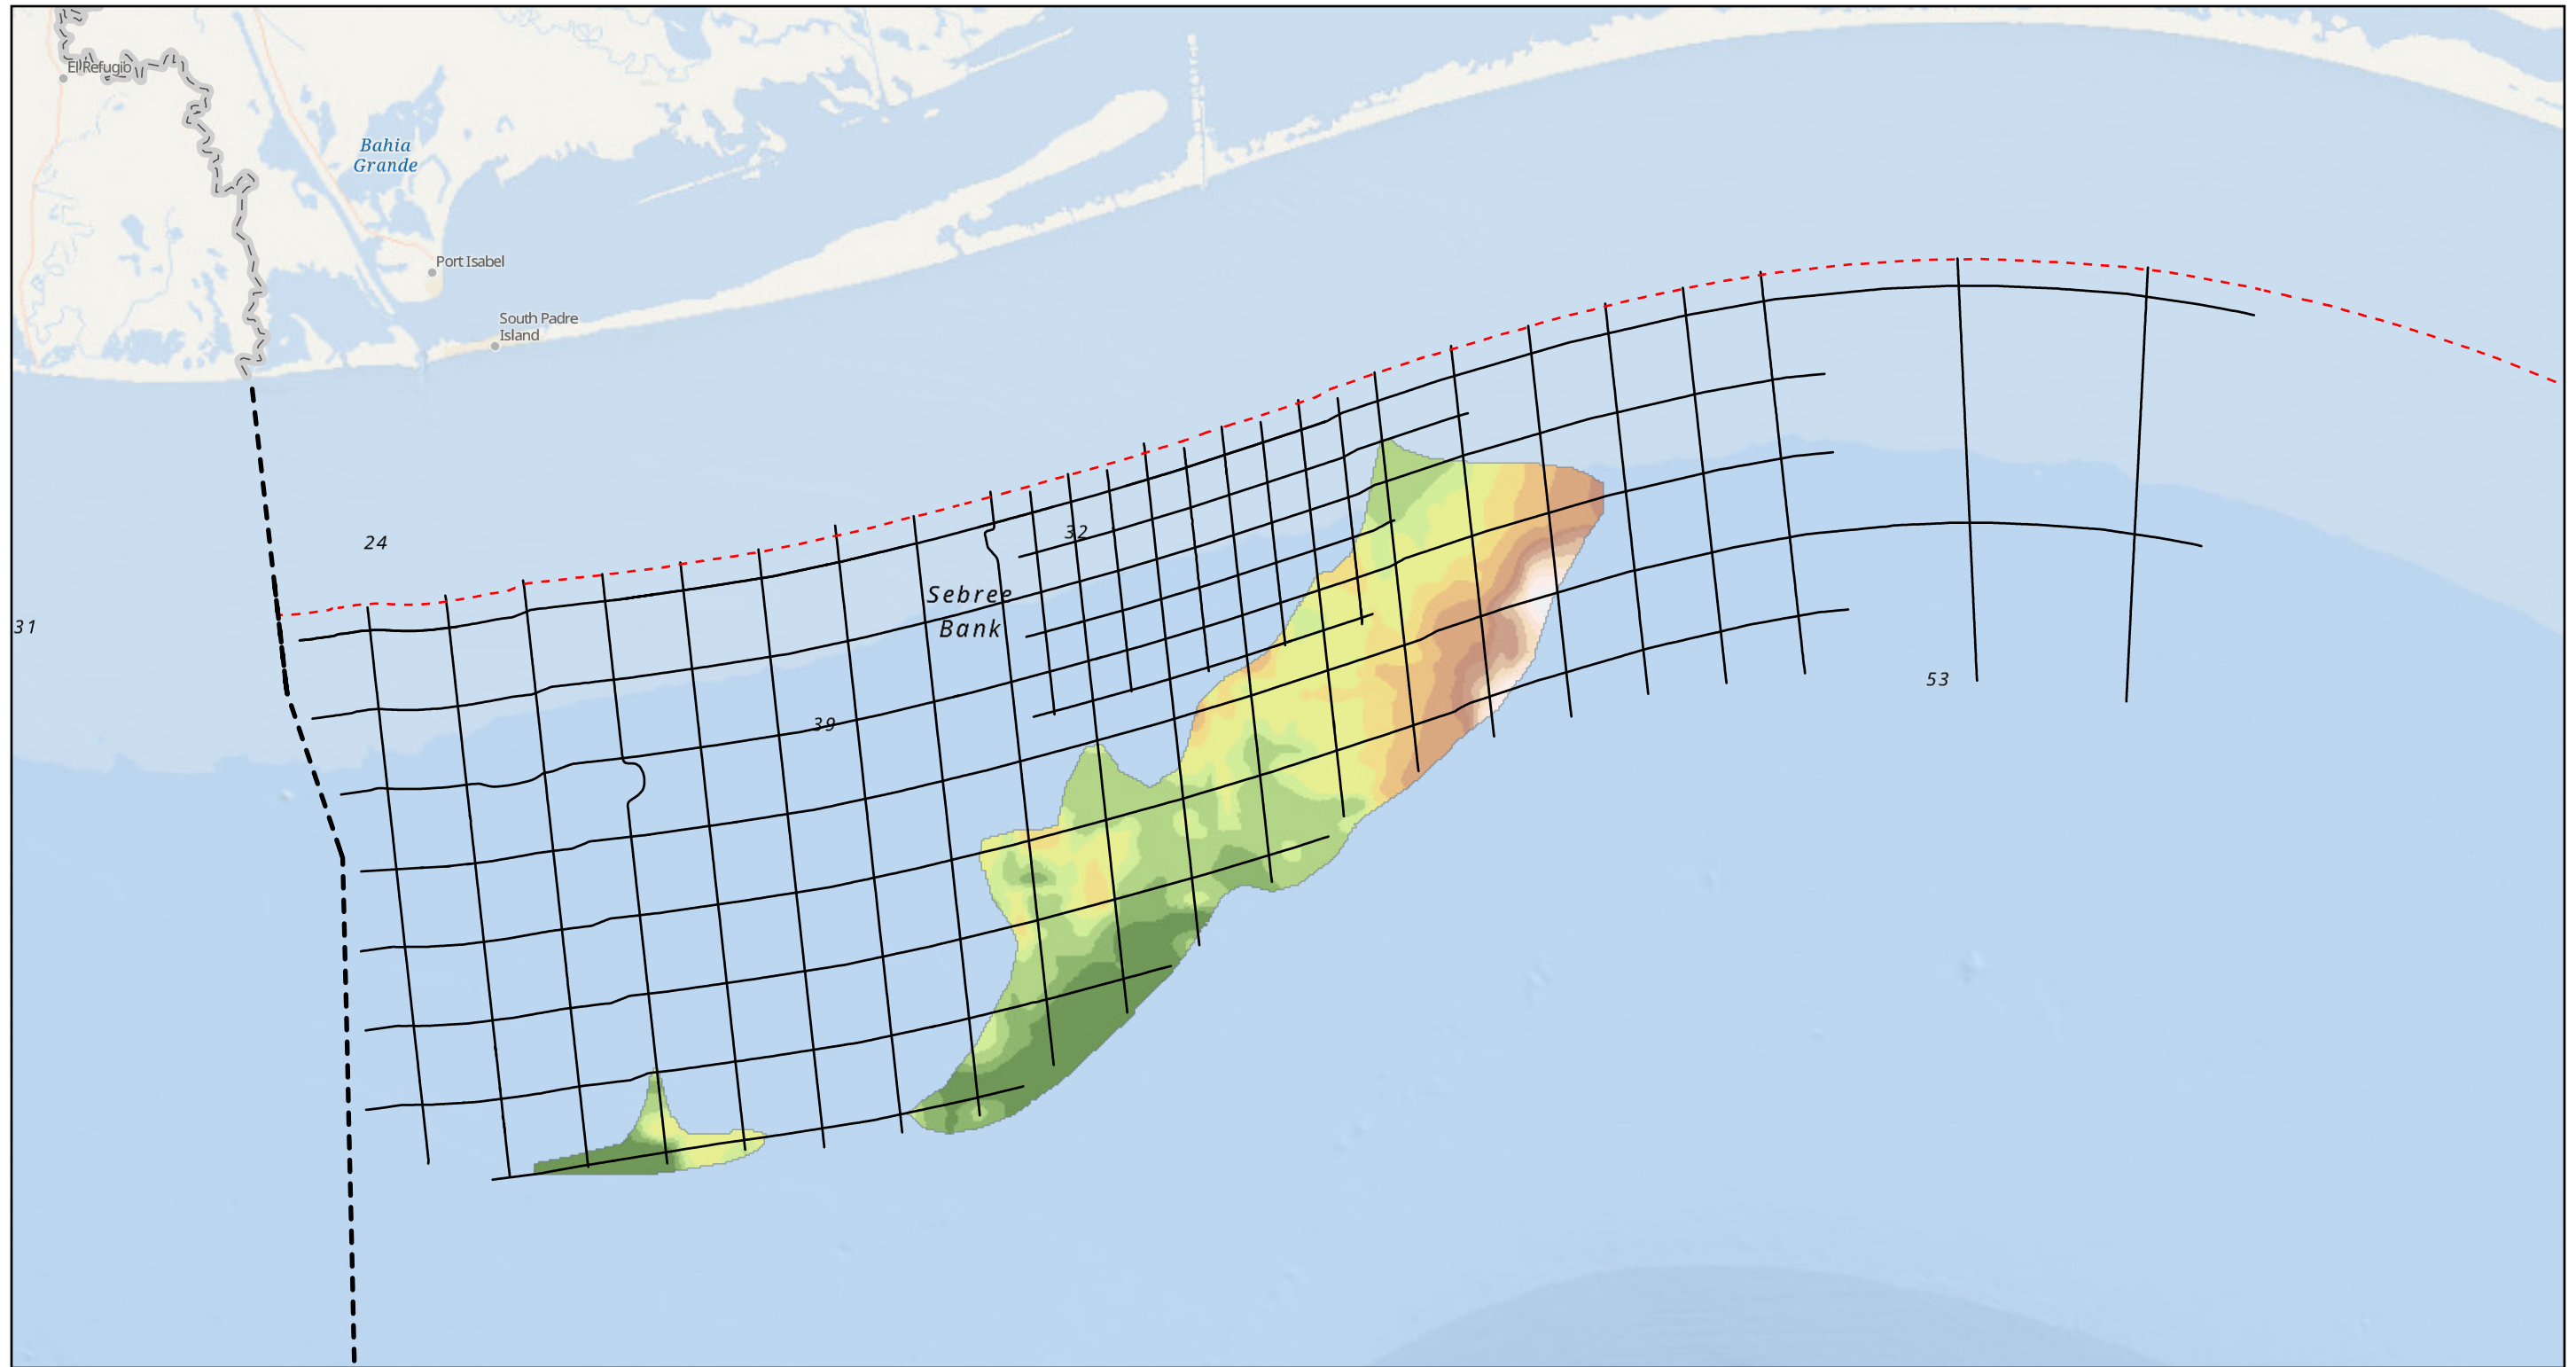 El Refugio
Bahia
Grande
Port Isabel
South Padre
Island
24
32
Sebree
Bank
31
53
39